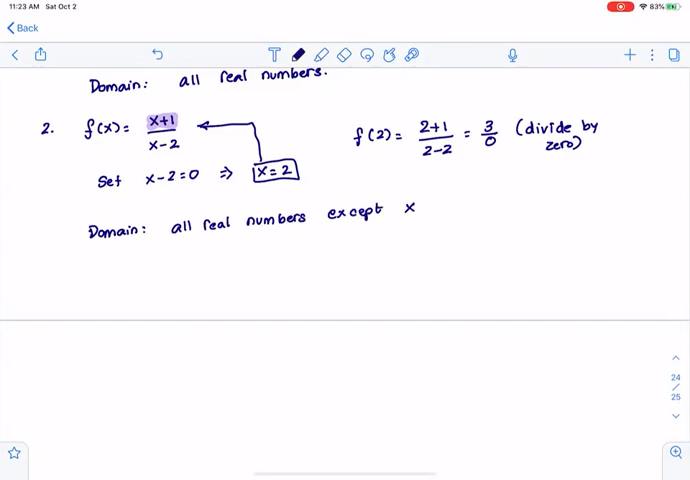 11:23 AM Sat Oct 2
83%
Back
T
Domain: all real numbers.
2. f(x) = x+1 / x-2
f(2) = 2+1 / 2-2 = 3 / 0 (divide by zero)
Set x-2=0 ⇒ x=2
Domain: all real numbers except x
24
/
25